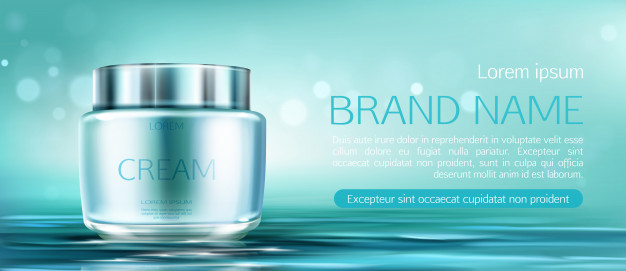 LOREM
CREAM
LOREM-IPSUM
Lorem ipsum
BRAND NAME
Duis aute irure dolor in reprehenderit in voluptate velit
esse cillum dolore eu fugiat nulla pariatur. Excepteur sint
occaecat cupidatat non proident, sunt in culpa qui officia
deserunt mollit anim id est laborum.
Excepteur sint occaecat cupidatat non proident